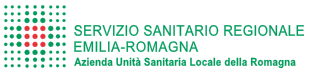 SERVIZIO SANITARIO REGIONALE
EMILIA-ROMAGNA
Azienda Unità Sanitaria Locale della Romagna